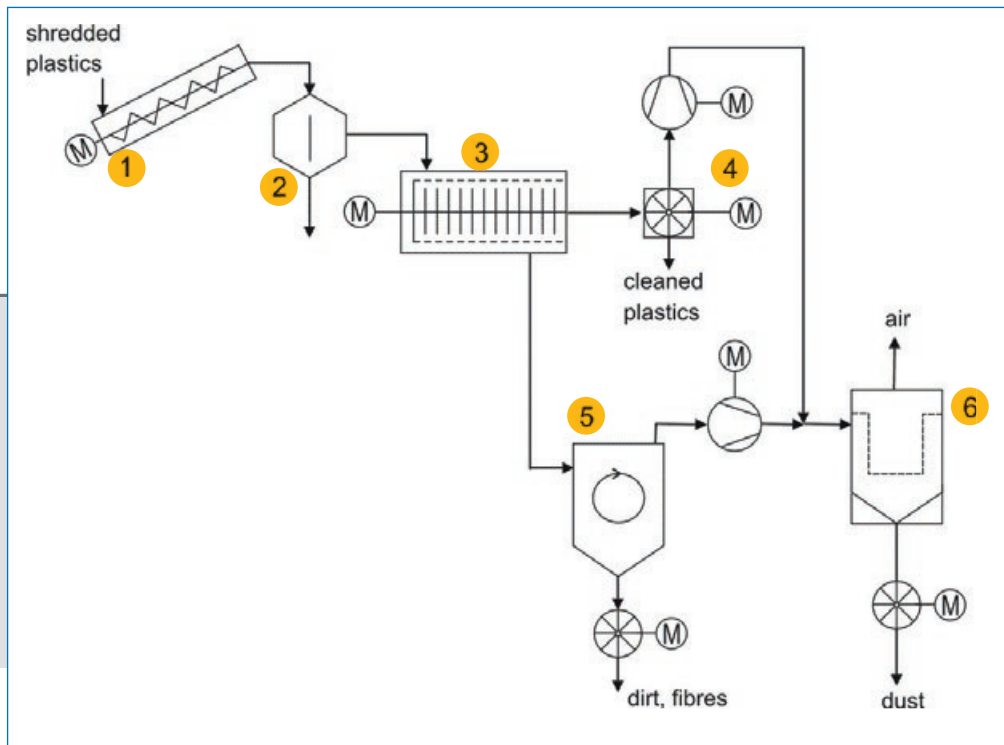 shredded
plastics
M
1
2
3
M
M
4
M
cleaned
plastics
air
M
5
6
M
M
dirt, fibres
dust